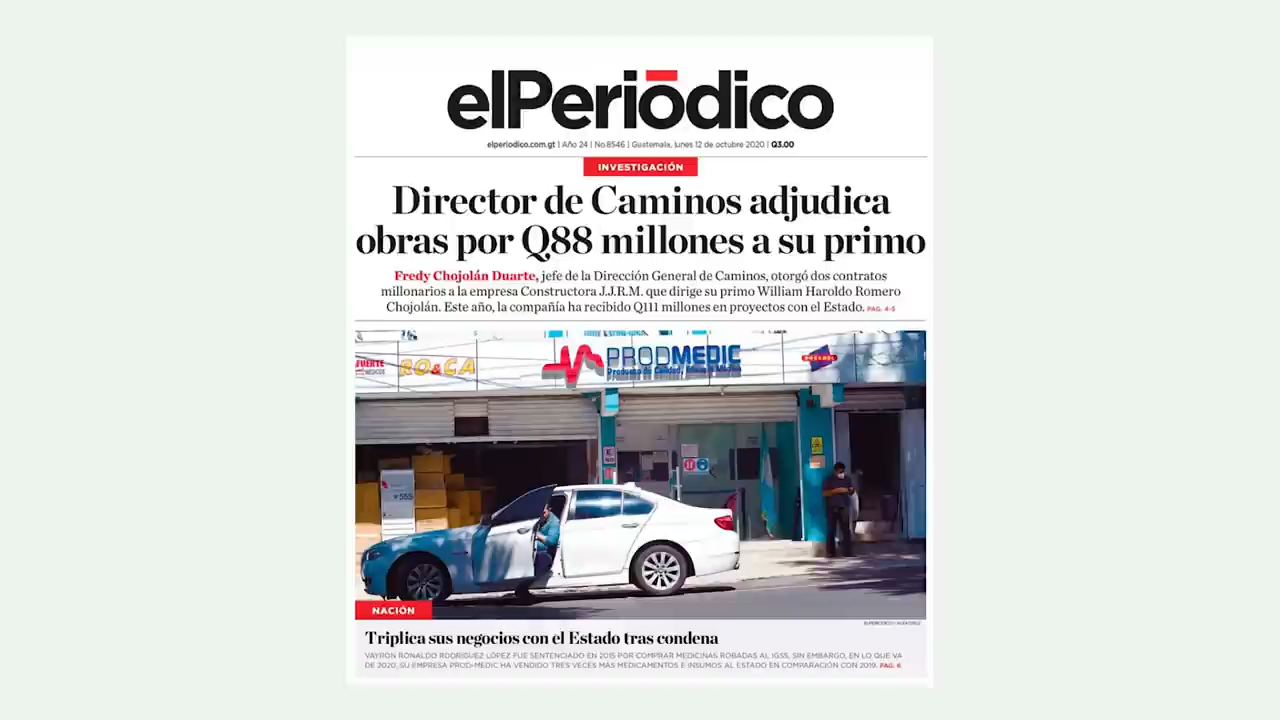 elPeriódico
elperiodico.com.gt | Año 24 | No.8546 | Guatemala, lunes 12 de octubre 2020 | Q3.00
INVESTIGACIÓN
Director de Caminos adjudica
obras por Q88 millones a su primo
Fredy Chojolán Duarte, jefe de la Dirección General de Caminos, otorgó dos contratos
millonarios a la empresa Constructora J.J.R.M. que dirige su primo William Haroldo Romero
Chojolán. Este año, la compañía ha recibido Q111 millones en proyectos con el Estado. PAG. 4-5
FUERTE
RO&CA
PRODMEDIC
555
NACIÓN
Triplica sus negocios con el Estado tras condena
VAYRON RONALDO RODRÍGUEZ LÓPEZ FUE SENTENCIADO EN 2015 POR COMPRAR MEDICINAS ROBADAS AL IGSS, SIN EMBARGO, EN LO QUE VA
DE 2020, SU EMPRESA PROD-MEDIC HA VENDIDO TRES VECES MÁS MEDICAMENTOS E INSUMOS AL ESTADO EN COMPARACIÓN CON 2019. PAG. 6